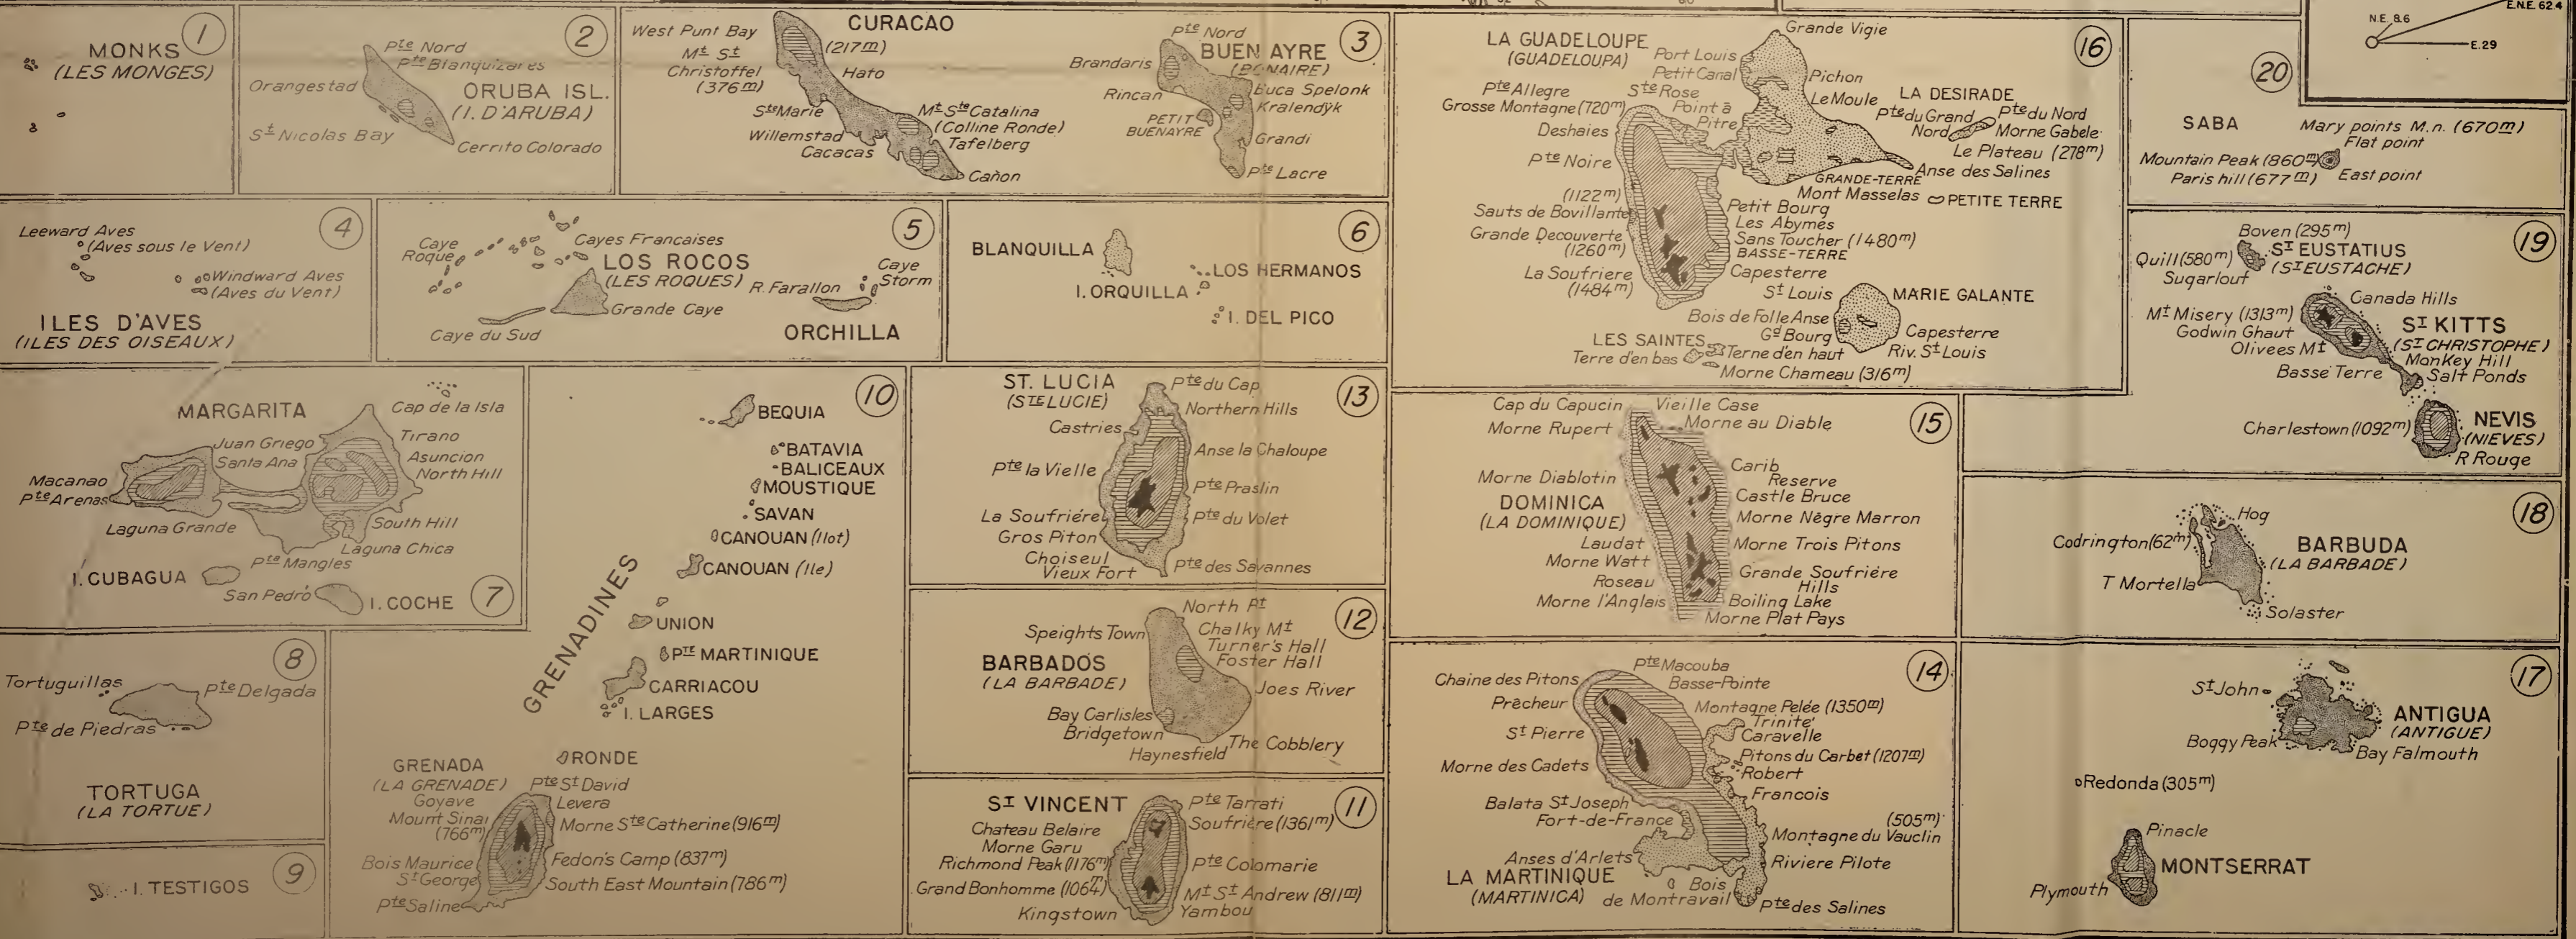 MONKS
(LES MONGES)
1
Pte Nord
Pte Blanquizares
Orangestad
ORUBA ISL.
(I. D'ARUBA)
St Nicolas Bay
Cerrito Colorado
2
West Punt Bay
CURACAO
(217m)
Mt St
Christoffel
(376m)
Hato
Ste Marie
Mt Ste Catalina
(Colline Ronde)
Willemstad
Tafelberg
Cacacas
Cañon
Pte Nord
BUEN AYRE
(BONAIRE)
Brandaris
Rincan
Buca Spelonk
Kralendÿk
PETIT
BUENAYRE
Grandi
Pte Lacre
3
Leeward Aves
(Aves sous le Vent)
Windward Aves
(Aves du Vent)
ILES D'AVES
(ILES DES OISEAUX)
4
Caye
Roque
Cayes Francaises
LOS ROCOS
(LES ROQUES)
Grande Caye
Caye du Sud
R. Farallon
Caye
Storm
ORCHILLA
5
BLANQUILLA
LOS HERMANOS
I. ORQUILLA
I. DEL PICO
6
MARGARITA
Cap de la Isla
Juan Griego
Santa Ana
Tirano
Asuncion
North Hill
Macanao
Pte Arenas
Laguna Grande
South Hill
Laguna Chica
Pte Mangles
I. CUBAGUA
San Pedro
I. COCHE
7
Tortuguillas
Pte Delgada
Pte de Piedras
TORTUGA
(LA TORTUE)
8
I. TESTIGOS
9
BEQUIA
BATAVIA
BALICEAUX
MOUSTIQUE
SAVAN
CANOUAN (Ilot)
CANOUAN (Ile)
GRENADINES
UNION
Pte MARTINIQUE
CARRIACOU
I. LARGES
RONDE
GRENADA
(LA GRENADE)
Pte St David
Goyave
Levera
Mount Sinai
(766m)
Morne Ste Catherine (916m)
Bois Maurice
Fedon's Camp (837m)
St George
South East Mountain (786m)
Pte Saline
10
St VINCENT
Pte Tarrati
Soufrière (1361m)
Chateau Belaire
Morne Garu
Richmond Peak (1176m)
Pte Colomarie
Grand Bonhomme (1064m)
Mt St Andrew (811m)
Kingstown
Yambou
11
North Pt
Speights Town
Chalky Mt
Turner's Hall
Foster Hall
BARBADOS
(LA BARBADE)
Joes River
Bay Carlisles
Bridgetown
Haynesfield
The Cobblery
12
ST. LUCIA
(STE LUCIE)
Pte du Cap
Northern Hills
Castries
Anse la Chaloupe
Pte la Vielle
Pte Praslin
La Soufriére
Pte du Volet
Gros Piton
Choiseul
Vieux Fort
Pte des Savannes
13
Pte Macouba
Basse-Pointe
Chaine des Pitons
Prêcheur
Montagne Pelée (1350m)
Trinité
Caravelle
St Pierre
Pitons du Carbet (1207m)
Morne des Cadets
Robert
Francois
Balata St Joseph
Fort-de-France
(505m)
Montagne du Vauclin
Anses d'Arlets
Riviere Pilote
LA MARTINIQUE
(MARTINICA)
Bois
de Montravail
Pte des Salines
14
Cap du Capucin
Vieille Case
Morne Rupert
Morne au Diable
Morne Diablotin
Carib
Reserve
Castle Bruce
DOMINICA
(LA DOMINIQUE)
Morne Nêgre Marron
Laudat
Morne Trois Pitons
Morne Watt
Grande Soufriére
Hills
Roseau
Morne l'Anglais
Boiling Lake
Morne Plat Pays
15
LA GUADELOUPE
(GUADELOUPA)
Grande Vigie
Port Louis
Petit Canal
Pichon
Le Moule
Pte Allegre
Ste Rose
Grosse Montagne (720m)
Point à
Pitre
Deshaies
Pte Noire
LA DESIRADE
Pte du Grand
Nord
Pte du Nord
Morne Gabele
Le Plateau (278m)
Anse des Salines
GRANDE-TERRE
Mont Masselas
PETITE TERRE
(1122m)
Sauts de Bovillante
Petit Bourg
Les Abymes
Grande Decouverte
(1260m)
Sans Toucher (1480m)
BASSE-TERRE
La Soufriere
(1484m)
Capesterre
St Louis
MARIE GALANTE
Bois de Folle Anse
Gd Bourg
Capesterre
Riv. St Louis
LES SAINTES
Terre d'en bas
Terne d'en haut
Morne Chameau (316m)
16
St John
ANTIGUA
(ANTIGUE)
Boggy Peak
Bay Falmouth
Redonda (305m)
Pinacle
MONTSERRAT
Plymouth
17
Hog
Codrington (62m)
BARBUDA
(LA BARBADE)
T Mortella
Solaster
18
Boven (295m)
St EUSTATIUS
(St EUSTACHE)
Quill (580m)
Sugarlouf
Canada Hills
Mt Misery (1313m)
St KITTS
(St CHRISTOPHE)
Godwin Ghaut
Olivees Mt
Monkey Hill
Basse Terre
Salt Ponds
NEVIS
(NIEVES)
Charlestown (1092m)
R Rouge
19
20
SABA
Mary points M.n. (670m)
Flat point
Mountain Peak (860m)
Paris hill (677m)
East point
N.E. 8.6
E.N.E. 62.4
E. 29